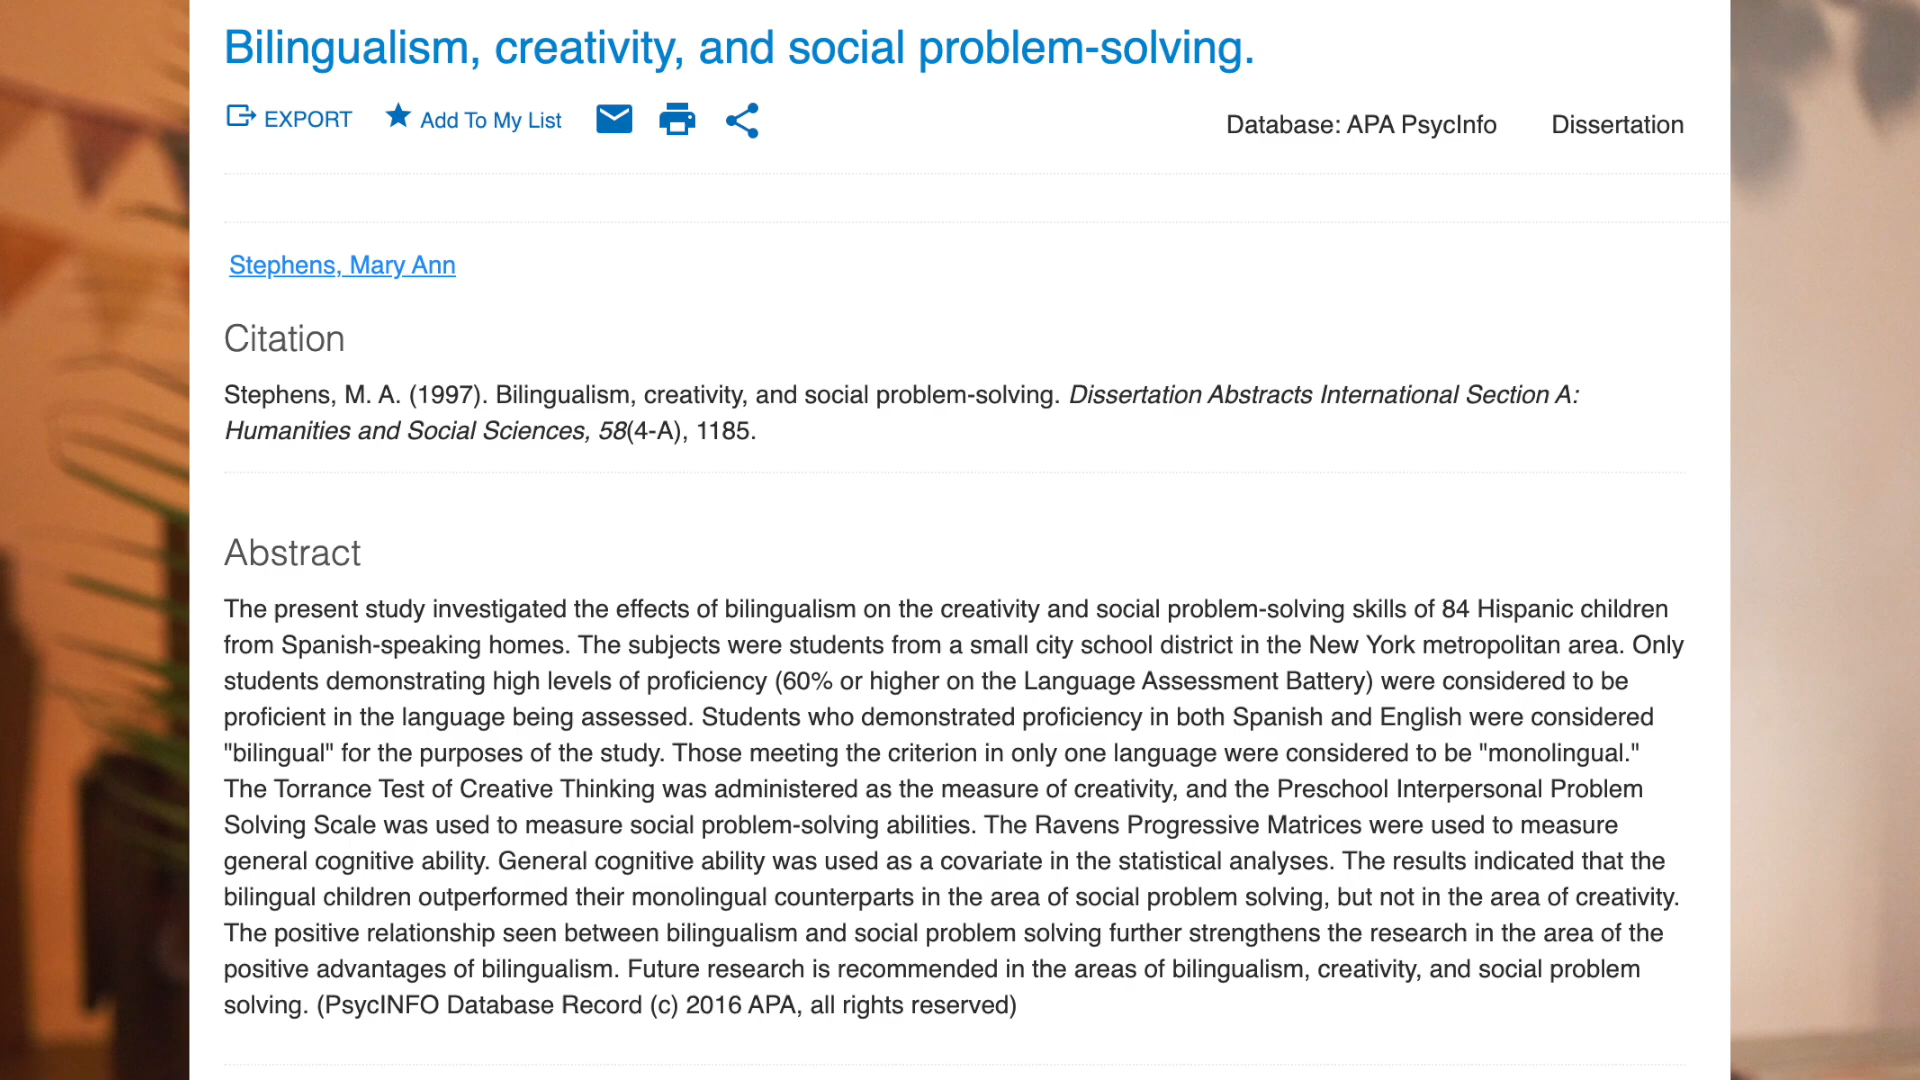 Bilingualism, creativity, and social problem-solving.
EXPORT Add To My List Database: APA PsycInfo Dissertation
Stephens, Mary Ann
Citation
Stephens, M. A. (1997). Bilingualism, creativity, and social problem-solving. Dissertation Abstracts International Section A:
Humanities and Social Sciences, 58(4-A), 1185.
Abstract
The present study investigated the effects of bilingualism on the creativity and social problem-solving skills of 84 Hispanic children
from Spanish-speaking homes. The subjects were students from a small city school district in the New York metropolitan area. Only
students demonstrating high levels of proficiency (60% or higher on the Language Assessment Battery) were considered to be
proficient in the language being assessed. Students who demonstrated proficiency in both Spanish and English were considered
"bilingual" for the purposes of the study. Those meeting the criterion in only one language were considered to be "monolingual."
The Torrance Test of Creative Thinking was administered as the measure of creativity, and the Preschool Interpersonal Problem
Solving Scale was used to measure social problem-solving abilities. The Ravens Progressive Matrices were used to measure
general cognitive ability. General cognitive ability was used as a covariate in the statistical analyses. The results indicated that the
bilingual children outperformed their monolingual counterparts in the area of social problem solving, but not in the area of creativity.
The positive relationship seen between bilingualism and social problem solving further strengthens the research in the area of the
positive advantages of bilingualism. Future research is recommended in the areas of bilingualism, creativity, and social problem
solving. (PsycINFO Database Record (c) 2016 APA, all rights reserved)